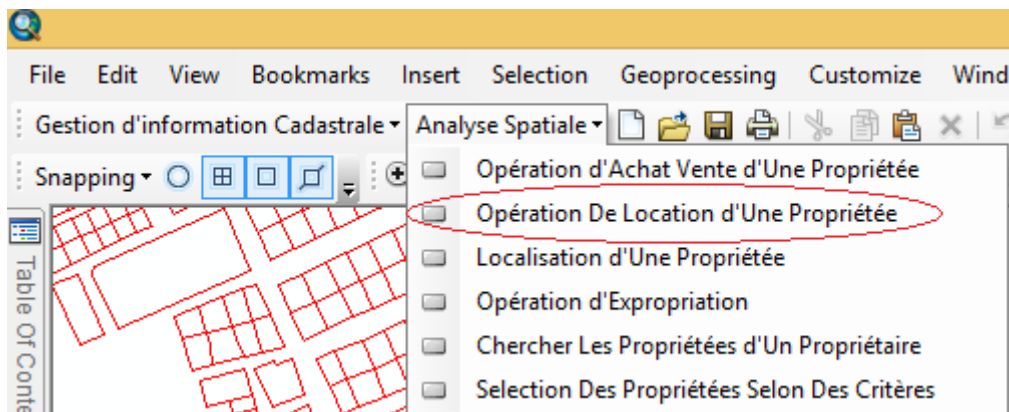 File Edit View Bookmarks Insert Selection Geoprocessing Customize Wind
Gestion d'information Cadastrale Analyse Spatiale
Snapping
Opération d'Achat Vente d'Une Propriétée
Opération De Location d'Une Propriétée
Localisation d'Une Propriétée
Opération d'Expropriation
Chercher Les Propriétées d'Un Propriétaire
Selection Des Propriétées Selon Des Critères
Table Of Conte